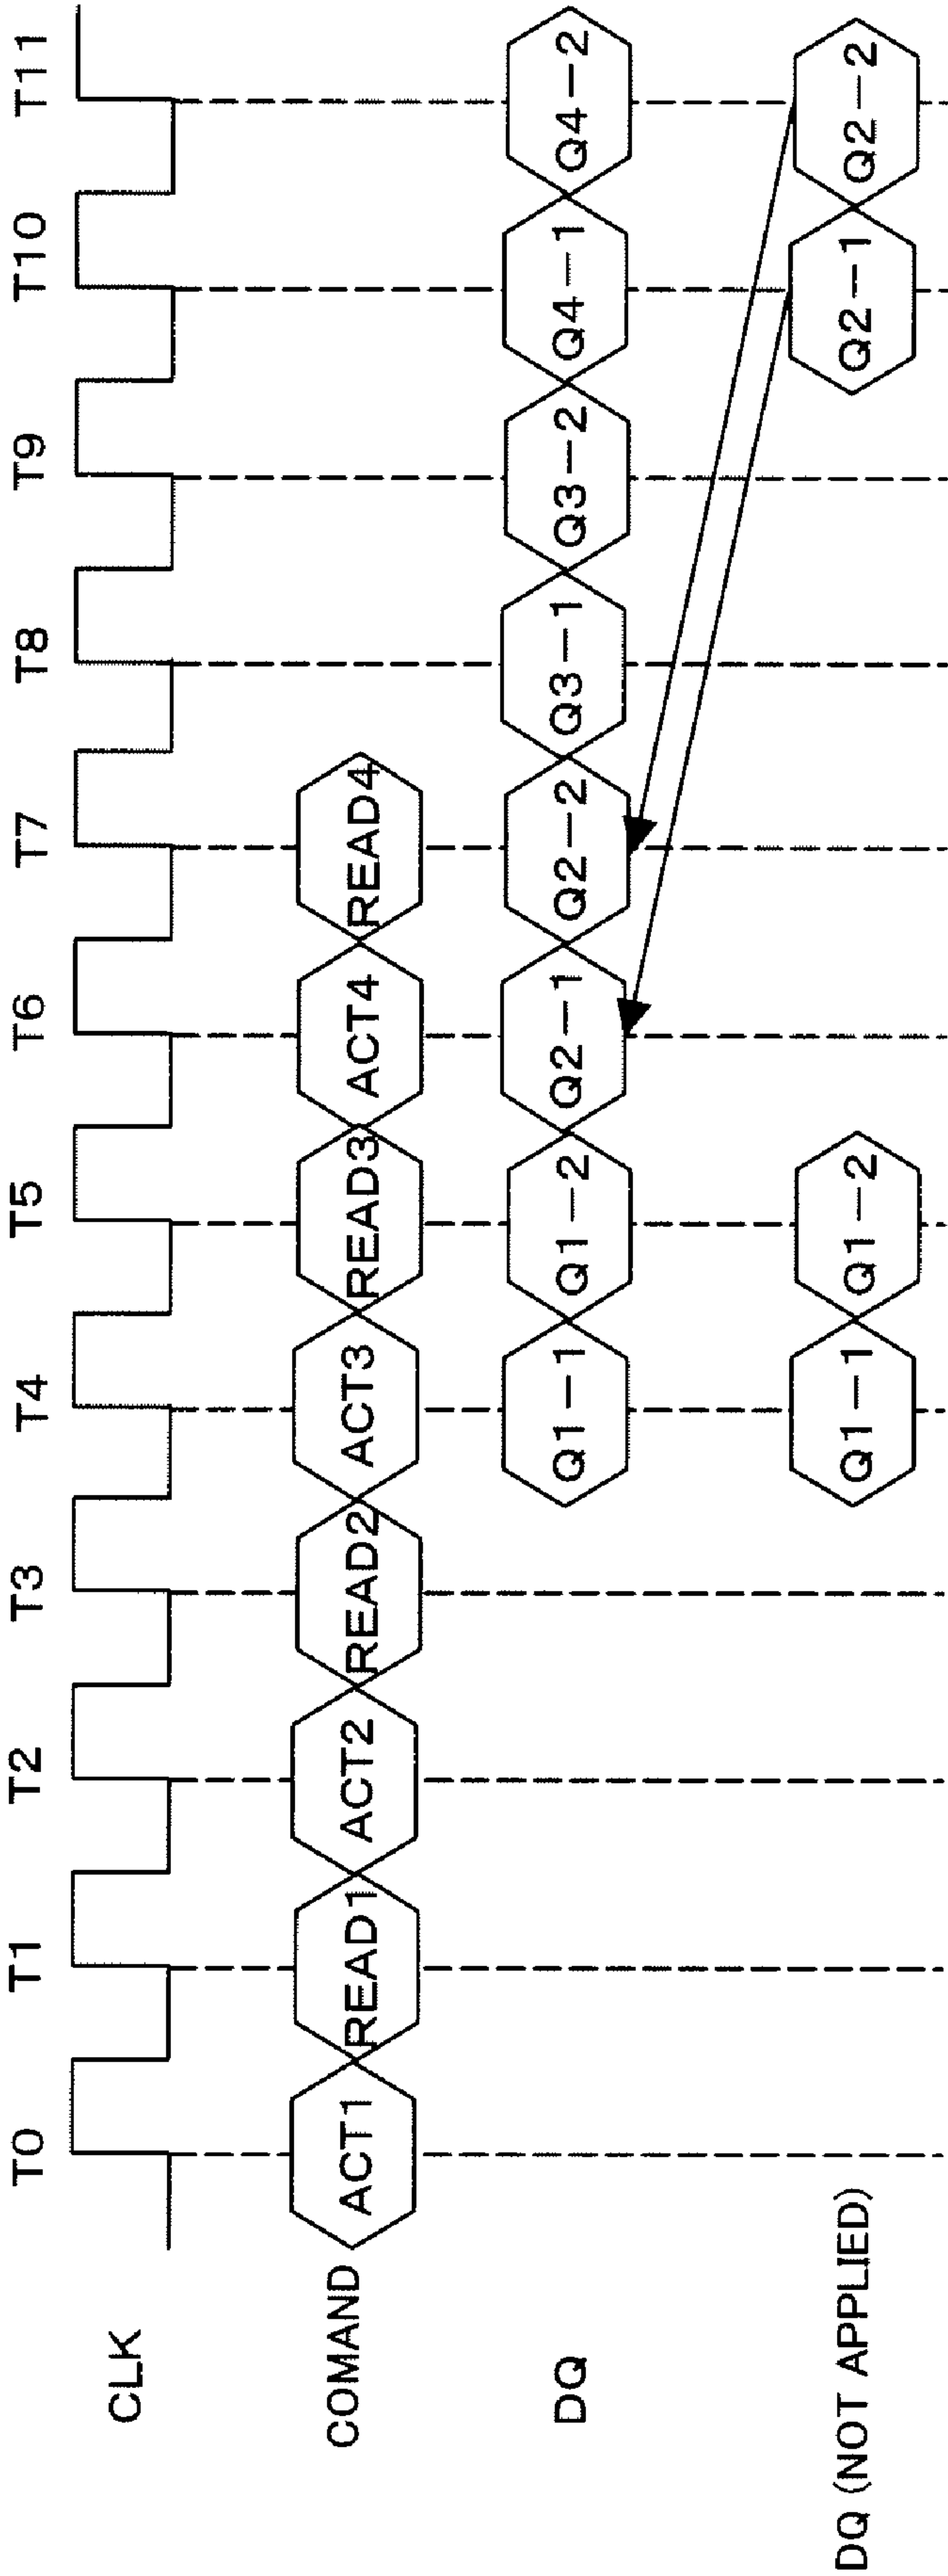 T0 T1 T2 T3 T4 T5 T6 T7 T8 T9 T10 T11
CLK
COMAND ACT1 READ1 ACT2 READ2 ACT3 READ3 ACT4 READ4
DQ Q1-1 Q1-2 Q2-1 Q2-2 Q3-1 Q3-2 Q4-1 Q4-2
DQ (NOT APPLIED) Q1-1 Q1-2 Q2-1 Q2-2